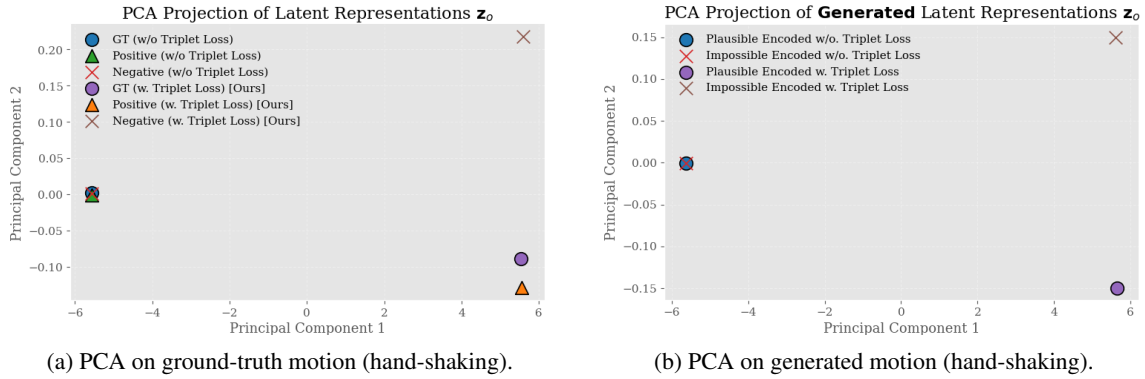 PCA Projection of Latent Representations z_o
GT (w/o Triplet Loss)
Positive (w/o Triplet Loss)
Negative (w/o Triplet Loss)
GT (w. Triplet Loss) [Ours]
Positive (w. Triplet Loss) [Ours]
Negative (w. Triplet Loss) [Ours]
Principal Component 2
0.20
0.15
0.10
0.05
0.00
−0.05
−0.10
−6 −4 −2 0 2 4 6
Principal Component 1
(a) PCA on ground-truth motion (hand-shaking).
PCA Projection of Generated Latent Representations z_o
Plausible Encoded w/o. Triplet Loss
Impossible Encoded w/o. Triplet Loss
Plausible Encoded w. Triplet Loss
Impossible Encoded w. Triplet Loss
Principal Component 2
0.15
0.10
0.05
0.00
−0.05
−0.10
−0.15
−6 −4 −2 0 2 4 6
Principal Component 1
(b) PCA on generated motion (hand-shaking).